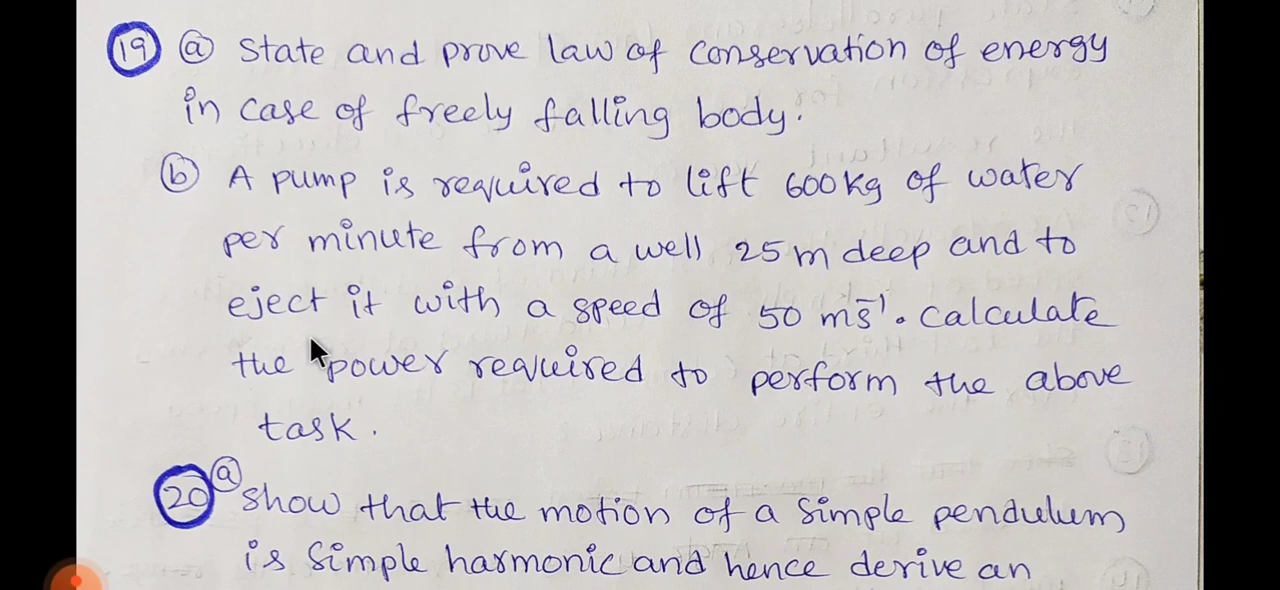 19 a State and prove law of conservation of energy
in case of freely falling body.
b A pump is required to lift 600kg of water
per minute from a well 25m deep and to
eject it with a speed of 50 ms⁻¹. Calculate
the power required to perform the above
task.
20 a Show that the motion of a simple pendulum
is simple harmonic and hence derive an